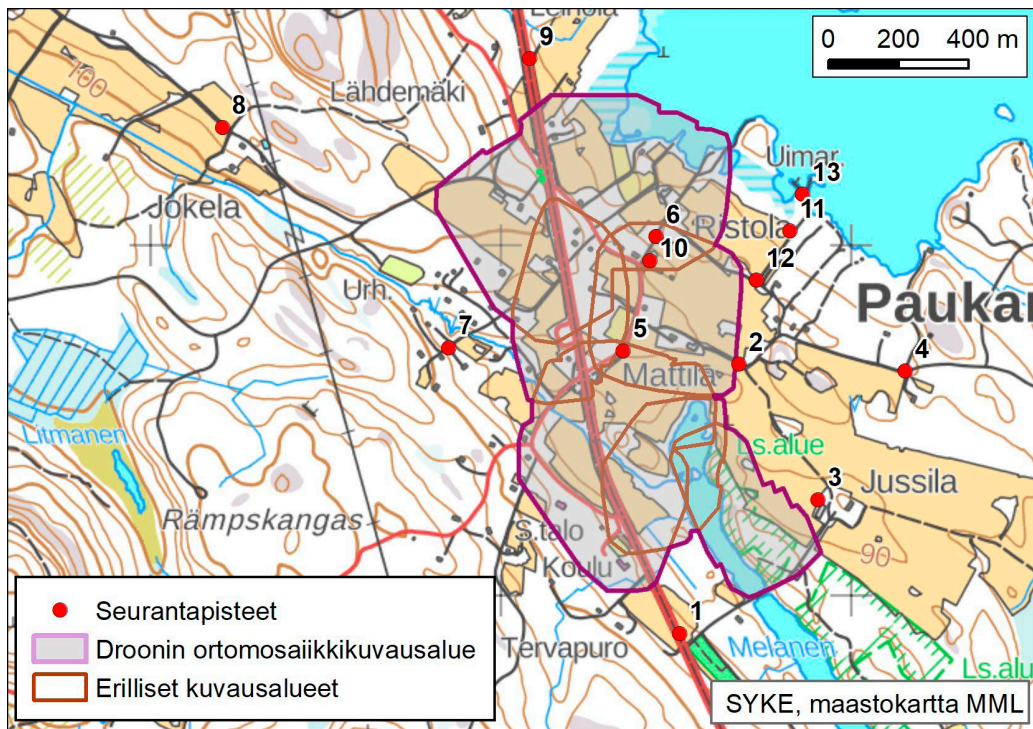 Leinola
0 200 400 m
9
100
Lähdemäki
8
Uimar.
13
Jokela
6
Ristola
11
10
12
Urh.
Paukar
7
5
2
4
Mattila
Litmanen
Ls.alue
3
Jussila
Rämpskangas
S.talo
90
Koulu
1
Tervapuro
Melanen
Ls.alu
Seurantapisteet
Droonin ortomosaiikkikuvausalue
Erilliset kuvausalueet
SYKE, maastokartta MML